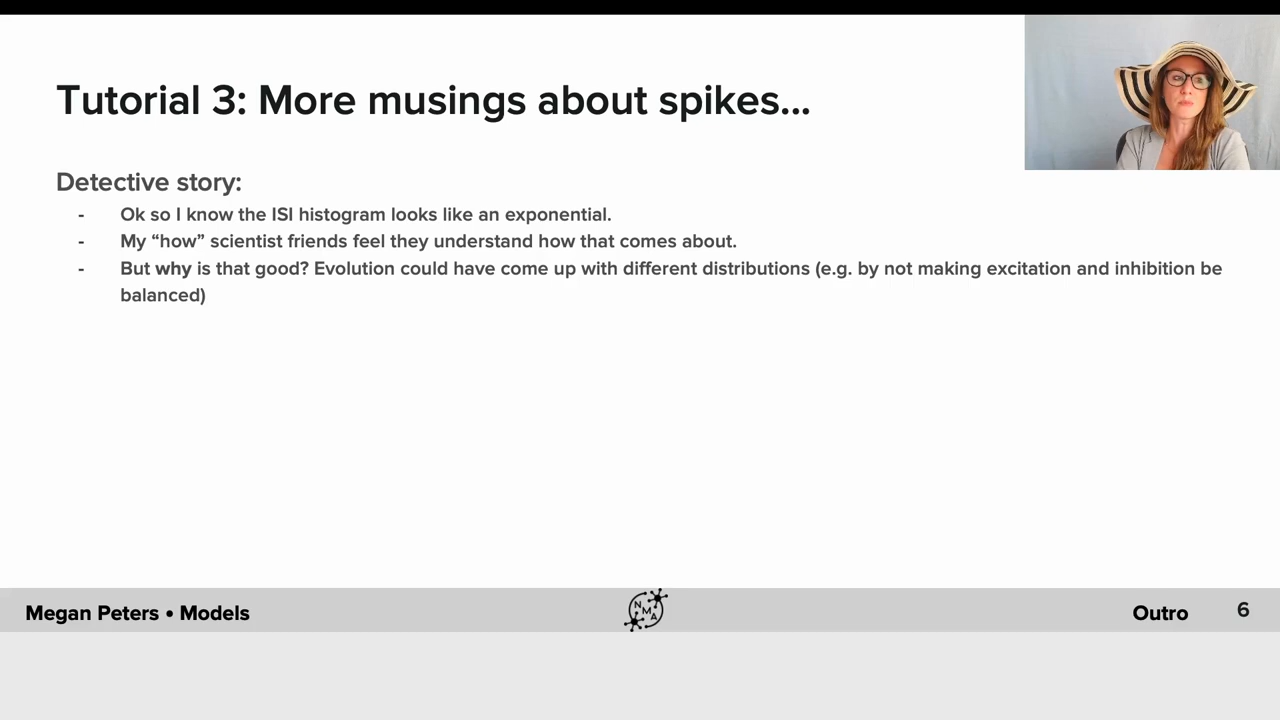 Tutorial 3: More musings about spikes...
Detective story:
- Ok so I know the ISI histogram looks like an exponential.
- My “how” scientist friends feel they understand how that comes about.
- But why is that good? Evolution could have come up with different distributions (e.g. by not making excitation and inhibition be
balanced)
Megan Peters • Models
NMA
Outro
6